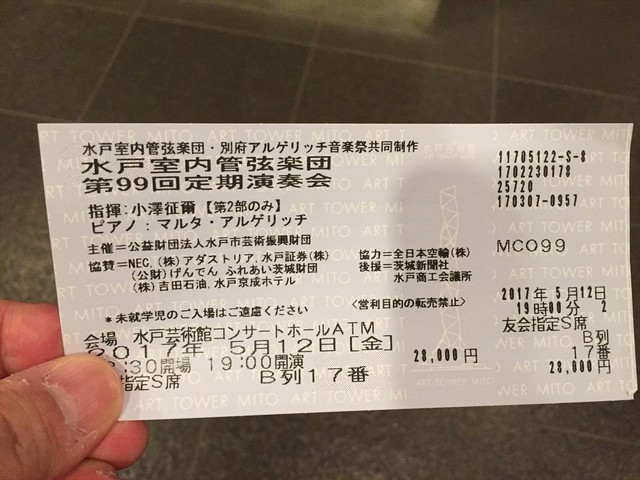 水戸室内管弦楽団・別府アルゲリッチ音楽祭共同制作
水戸室内管弦楽団
第99回定期演奏会
指揮:小澤征爾【第2部のみ】
ピアノ:マルタ・アルゲリッチ
主催=公益財団法人水戸市芸術振興財団
協賛=NEC、(株)アダストリア、水戸証券(株)
(公財)げんでん ふれあい茨城財団
(株)吉田石油、水戸京成ホテル
協力=全日本空輸(株)
後援=茨城新聞社
水戸商工会議所
*未就学児のご入場はご遠慮ください
〈営利目的の転売禁止〉
会場 水戸芸術館コンサートホールATM
2017年 5月12日[金]
:30開場 19:00開演
指定S席 B列17番
28,000円
11705122-S-8
1702230178
25720
170307-0957
MC099
2017年 5月12日
19時00分 2
友会指定S席
B列
17番
28,000円
水戸芸術館
ART TOWER MITO